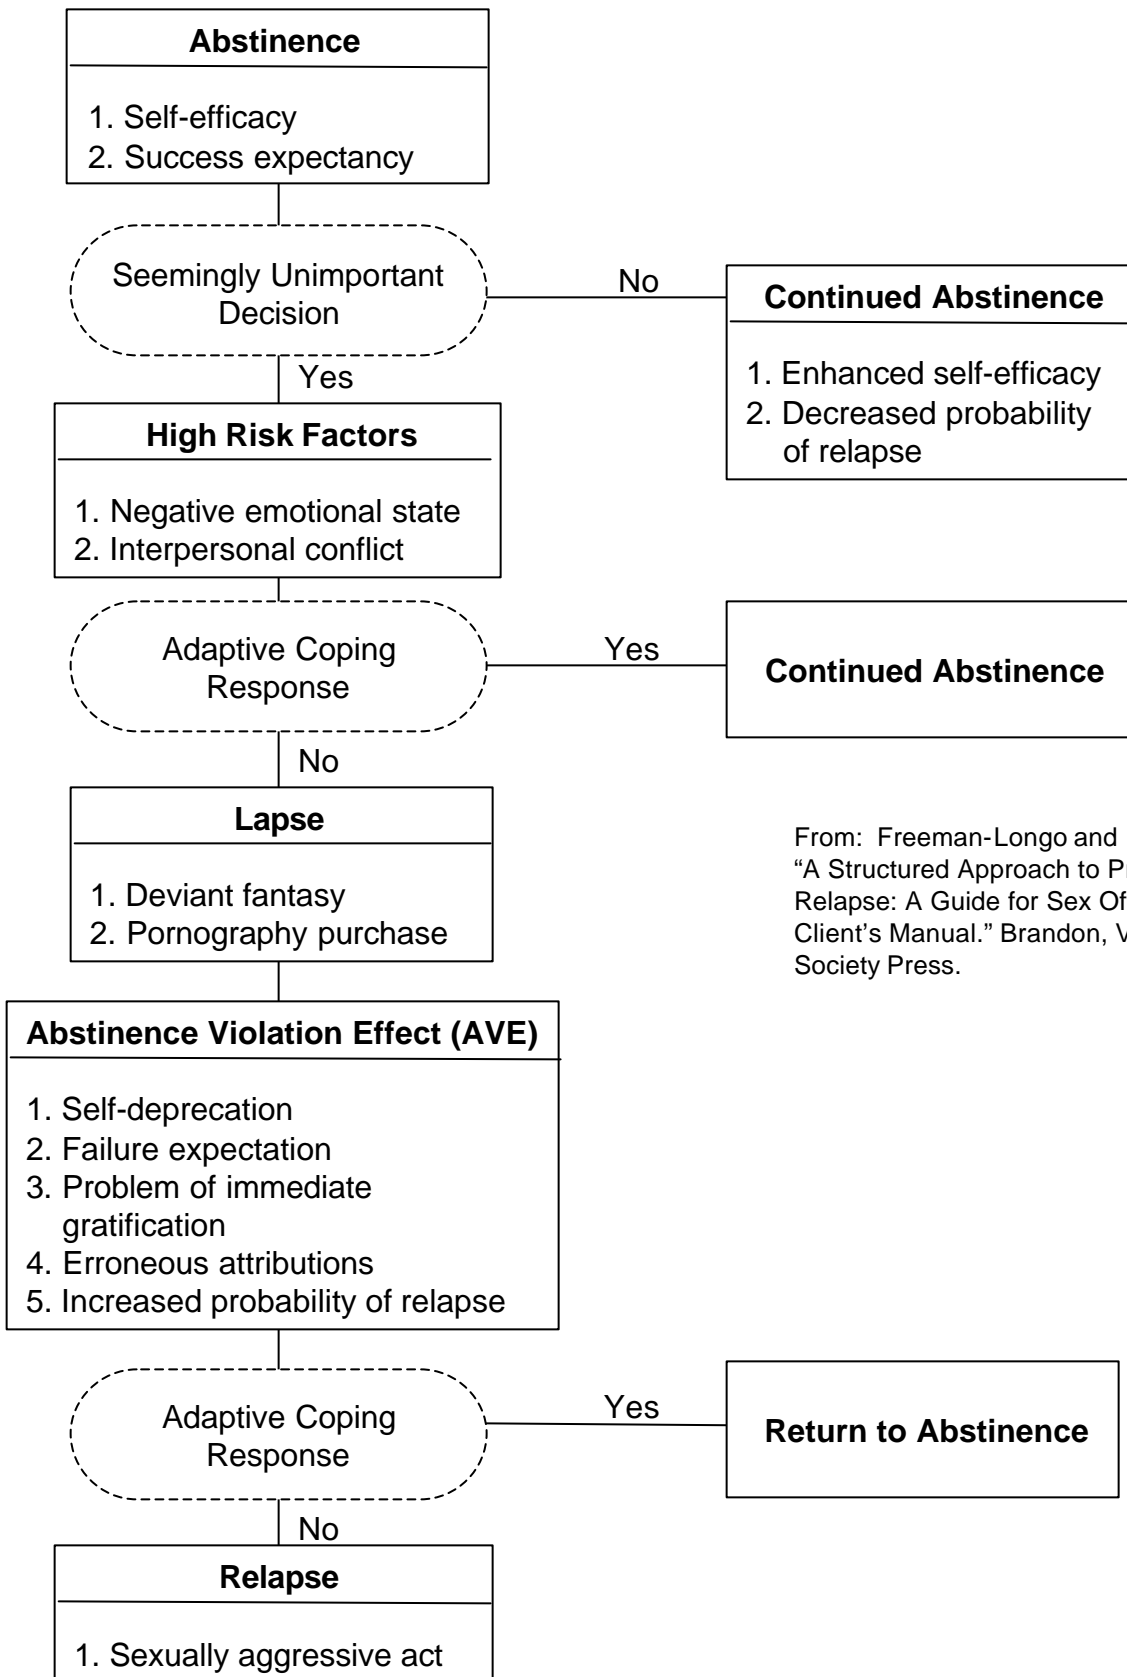 Abstinence
1. Self-efficacy
2. Success expectancy
Seemingly Unimportant
Decision
No
Continued Abstinence
1. Enhanced self-efficacy
2. Decreased probability
of relapse
Yes
High Risk Factors
1. Negative emotional state
2. Interpersonal conflict
Adaptive Coping
Response
Yes
Continued Abstinence
No
Lapse
1. Deviant fantasy
2. Pornography purchase
From: Freeman-Longo and
“A Structured Approach to
Relapse: A Guide for Sex
Client’s Manual.” Brandon,
Society Press.
Abstinence Violation Effect (AVE)
1. Self-deprecation
2. Failure expectation
3. Problem of immediate
gratification
4. Erroneous attributions
5. Increased probability of relapse
Adaptive Coping
Response
Yes
Return to Abstinence
No
Relapse
1. Sexually aggressive act